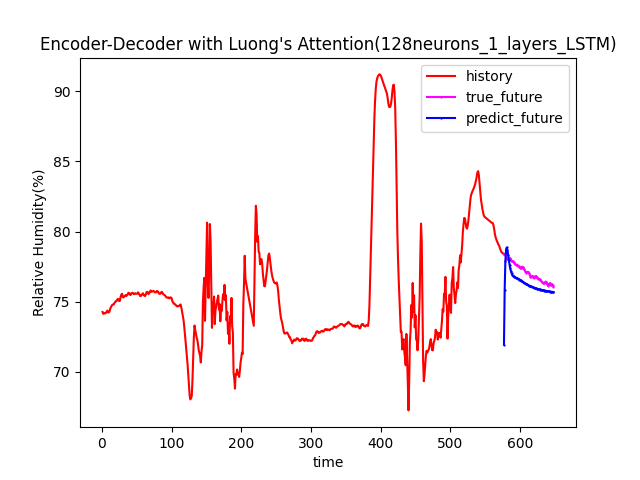 Encoder-Decoder with Luong's Attention(128neurons_1_layers_LSTM)
history
true_future
predict_future
Relative Humidity(%)
90
85
80
75
70
0 100 200 300 400 500 600
time